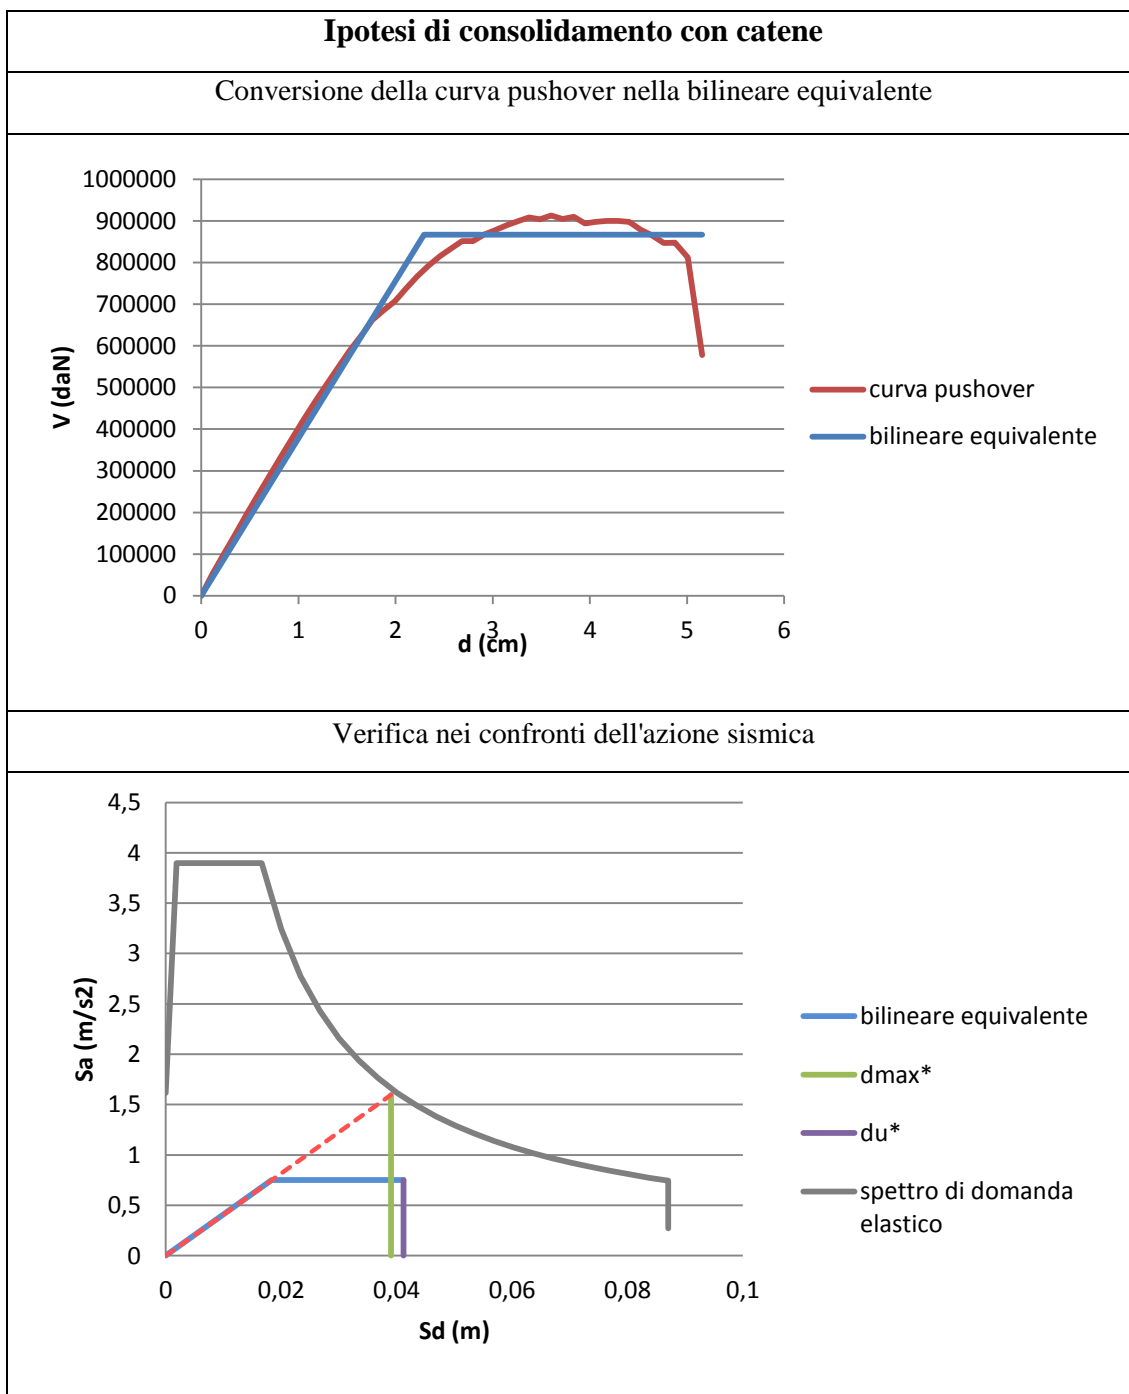 Ipotesi di consolidamento con catene
Conversione della curva pushover nella bilineare equivalente
1000000
900000
800000
700000
600000
500000
400000
300000
200000
100000
0
V (daN)
0 1 2 3 4 5 6
d (cm)
curva pushover
bilineare equivalente
Verifica nei confronti dell'azione sismica
4,5
4
3,5
3
2,5
2
1,5
1
0,5
0
Sa (m/s2)
0 0,02 0,04 0,06 0,08 0,1
Sd (m)
bilineare equivalente
dmax*
du*
spettro di domanda
elastico